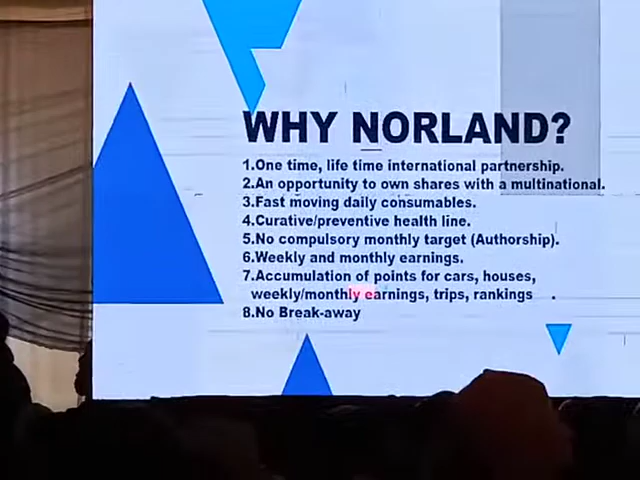 WHY NORLAND?
1.One time, life time international partnership.
2.An opportunity to own shares with a multinational.
3.Fast moving daily consumables.
4.Curative/preventive health line.
5.No compulsory monthly target (Authorship).
6.Weekly and monthly earnings.
7.Accumulation of points for cars, houses,
weekly/monthly earnings, trips, rankings .
8.No Break-away